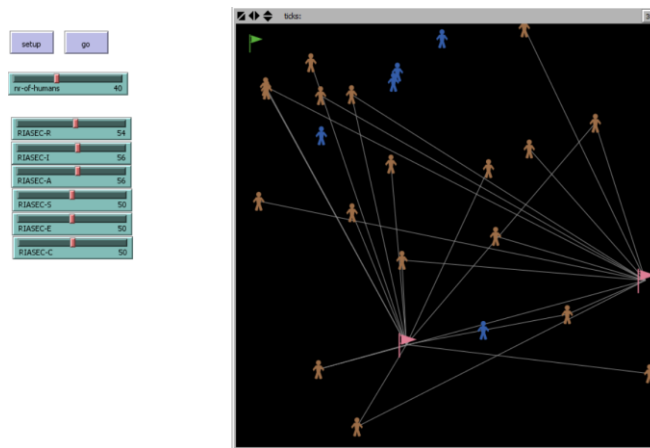 setup go
nr-of-humans 40
RIASEC-R 54
RIASEC-I 56
RIASEC-A 56
RIASEC-S 50
RIASEC-E 50
RIASEC-C 50
ticks: